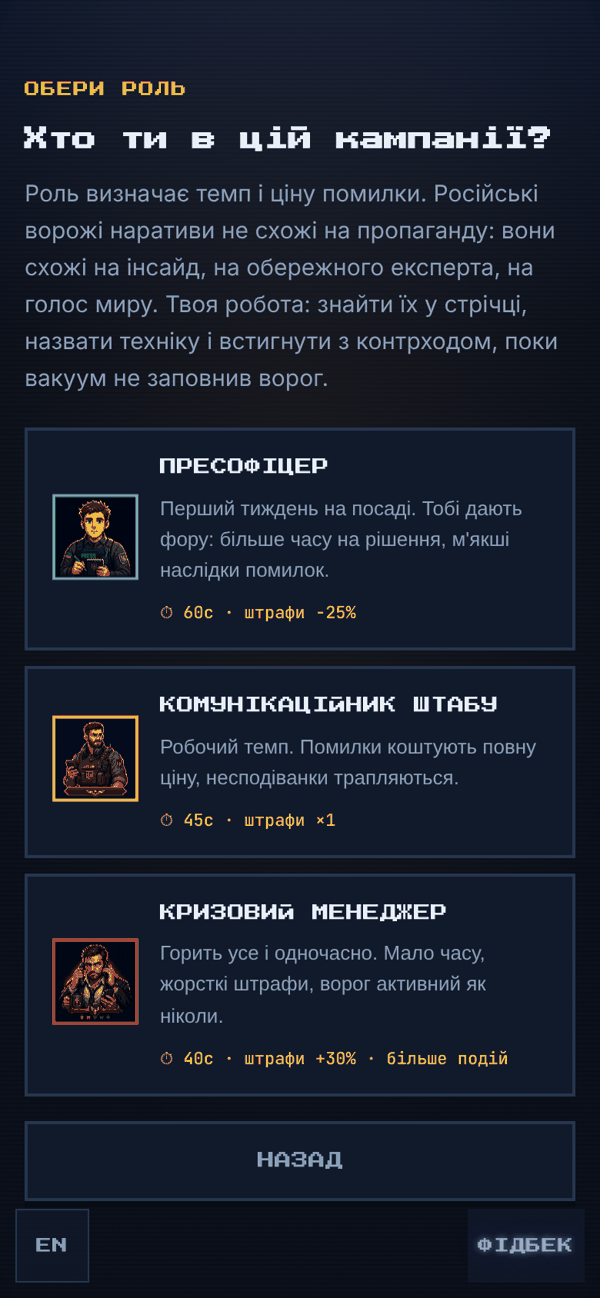 ОБЕРИ РОЛЬ
Хто ти в цій кампанії?
Роль визначає темп і ціну помилки. Російські
ворожі наративи не схожі на пропаганду: вони
схожі на інсайд, на обережного експерта, на
голос миру. Твоя робота: знайти їх у стрічці,
назвати техніку і встигнути з контрходом, поки
вакуум не заповнив ворог.
ПРЕСОФІЦЕР
Перший тиждень на посаді. Тобі дають
фору: більше часу на рішення, м'якші
наслідки помилок.
⏱ 60с · штрафи -25%
КОМУНІКАЦІЙНИК ШТАБУ
Робочий темп. Помилки коштують повну
ціну, несподіванки трапляються.
⏱ 45с · штрафи ×1
КРИЗОВИЙ МЕНЕДЖЕР
Горить усе і одночасно. Мало часу,
жорсткі штрафи, ворог активний як
ніколи.
⏱ 40с · штрафи +30% · більше подій
НАЗАД
EN
ФІДБЕК